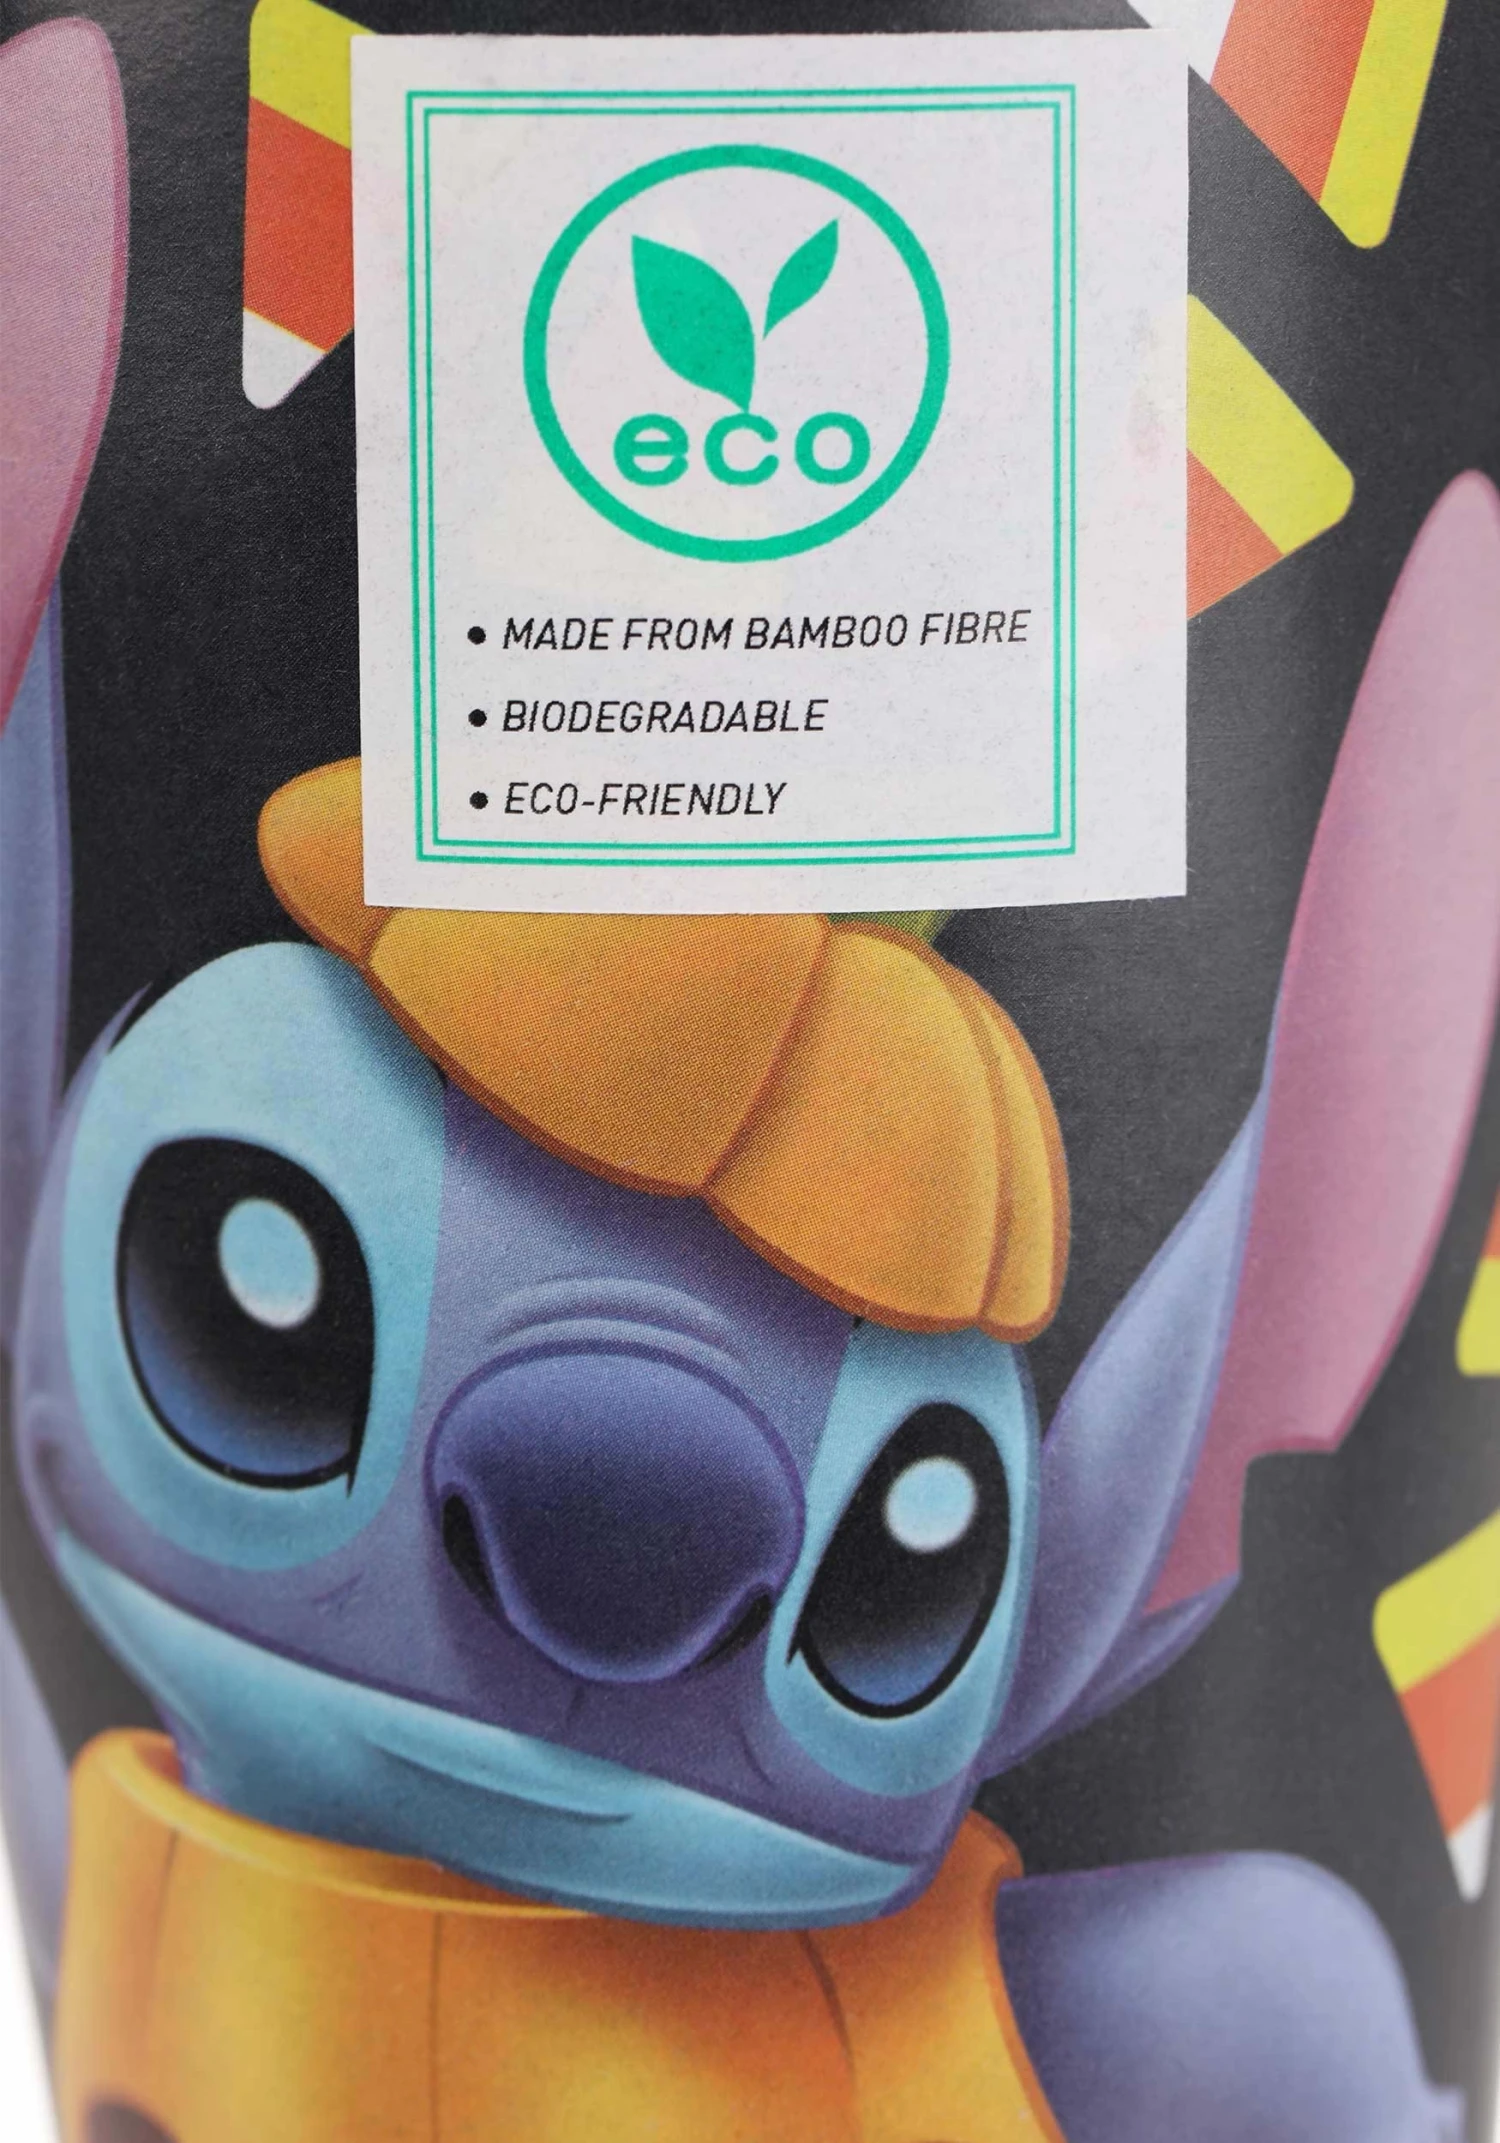 eco
• MADE FROM BAMBOO FIBRE
• BIODEGRADABLE
• ECO-FRIENDLY